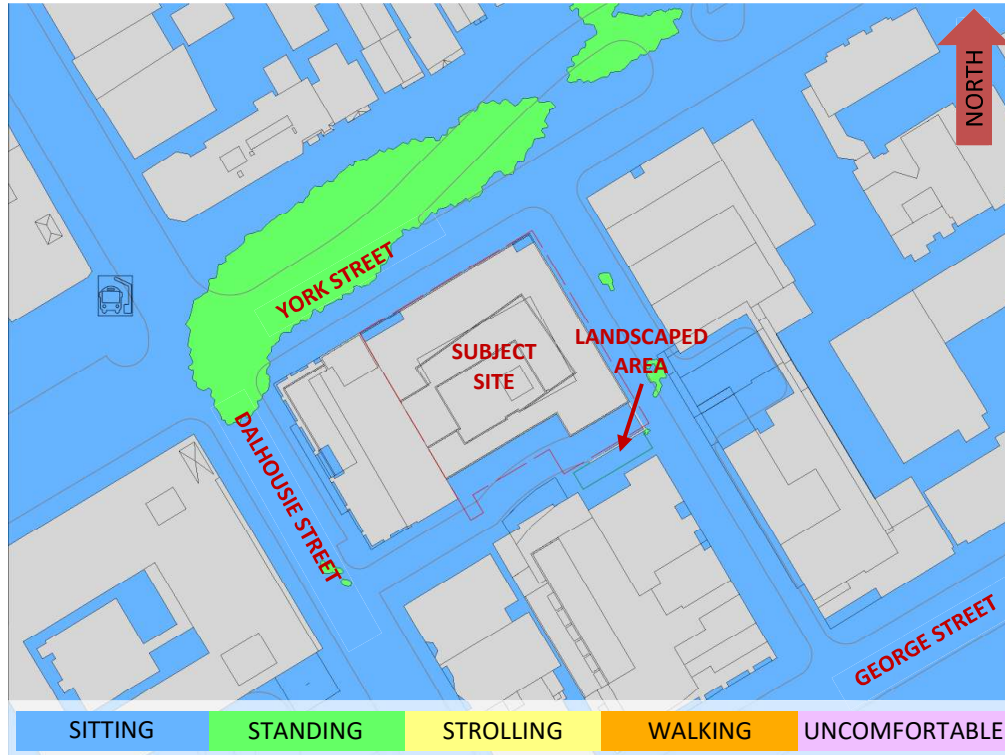 NORTH
YORK STREET
SUBJECT
SITE
LANDSCAPED
AREA
DALHOUSIE STREET
GEORGE STREET
SITTING
STANDING
STROLLING
WALKING
UNCOMFORTABLE